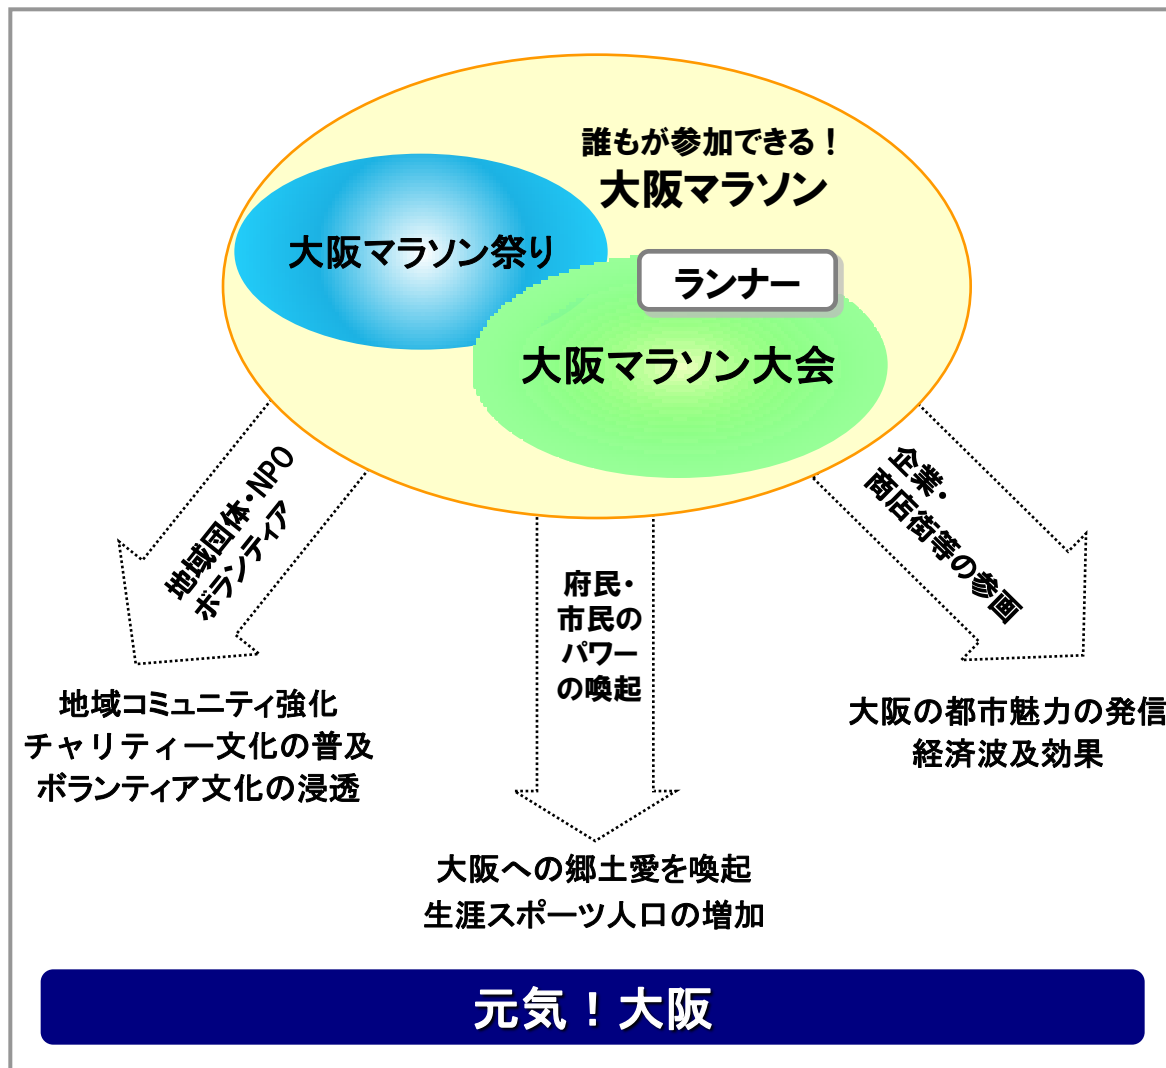 誰もが参加できる！
大阪マラソン
大阪マラソン祭り
ランナー
大阪マラソン大会
地域団体・NPO
ボランティア
府民・
市民の
パワー
の喚起
企業・
商店街等の参画
地域コミュニティ強化
チャリティー文化の普及
ボランティア文化の浸透
大阪への郷土愛を喚起
生涯スポーツ人口の増加
大阪の都市魅力の発信
経済波及効果
元気！大阪